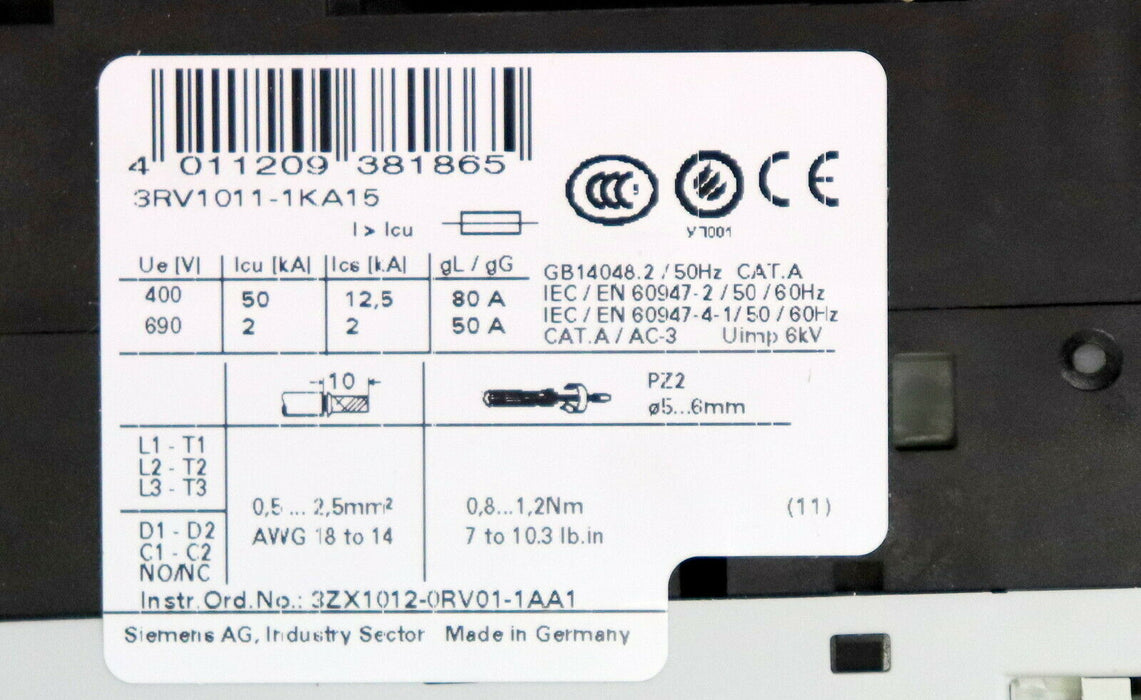 4 011209 381865
3RV1011-1KA15
I > Icu
CE
Ue [V] Icu [kA] Ics [kA] gL / gG
400 50 12,5 80 A
690 2 2 50 A
GB14048.2 / 50Hz CAT.A
IEC / EN 60947-2 / 50 / 60Hz
IEC / EN 60947-4-1/ 50 / 60Hz
CAT.A / AC-3 Uimp 6kV
10
PZ2
ø5...6mm
L1 - T1
L2 - T2
L3 - T3
D1 - D2
C1 - C2
NO/NC
0,5 ... 2,5mm²
AWG 18 to 14
0,8...1,2Nm
7 to 10.3 lb.in
(11)
Instr.Ord.No.: 3ZX1012-0RV01-1AA1
Siemens AG, Industry Sector Made in Germany